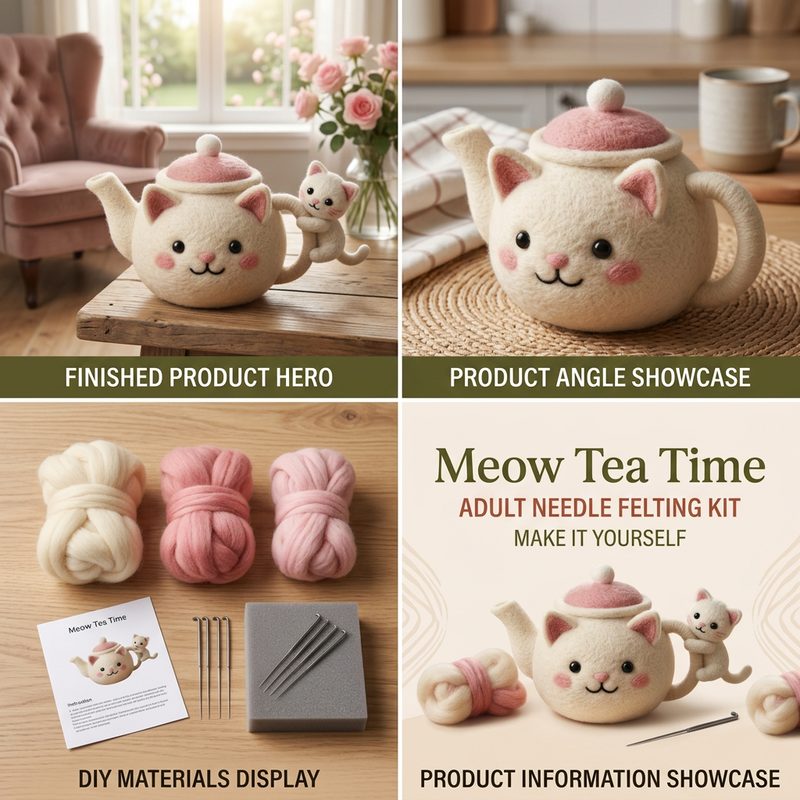 FINISHED PRODUCT HERO
PRODUCT ANGLE SHOWCASE
Meow Tea Time
DIY MATERIALS DISPLAY
Meow Tea Time
ADULT NEEDLE FELTING KIT
MAKE IT YOURSELF
PRODUCT INFORMATION SHOWCASE